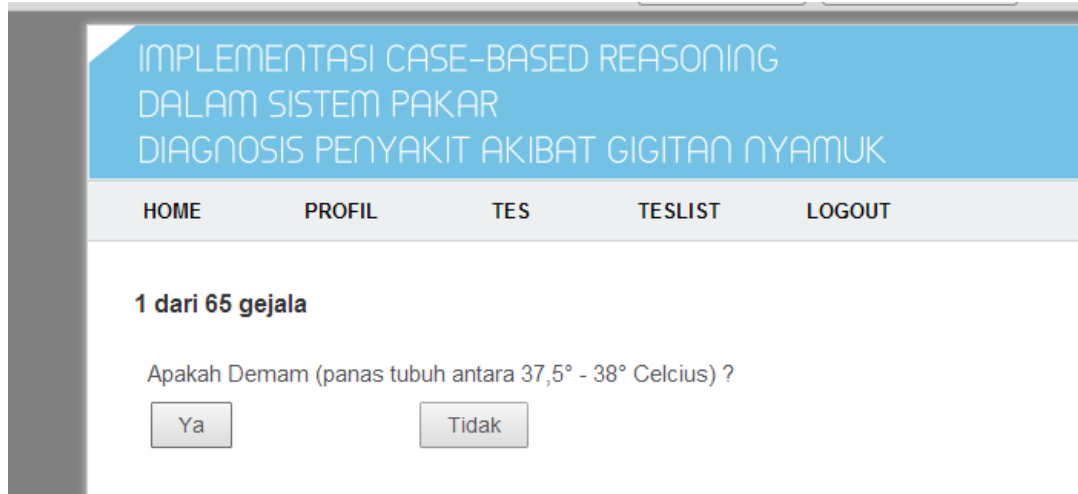 IMPLEMENTASI CASE-BASED REASONING
DALAM SISTEM PAKAR
DIAGNOSIS PENYAKIT AKIBAT GIGITAN NYAMUK
HOME PROFIL TES TESLIST LOGOUT
1 dari 65 gejala
Apakah Demam (panas tubuh antara 37,5° - 38° Celcius) ?
Ya Tidak